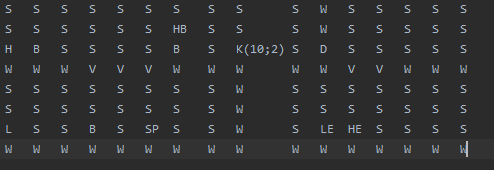 S S S S S S S S S S W S S S S S
S S S S S S HB S S S W S S S S S
H B S S S S B S K(10;2) S D S S S S S
W W W V V V W W W W W V V W W W
S S S S S S S S W S S S S S S S
S S S S S S S S W S S S S S S S
L S S B S SP S S W S LE HE S S S S
W W W W W W W W W W W W W W W W